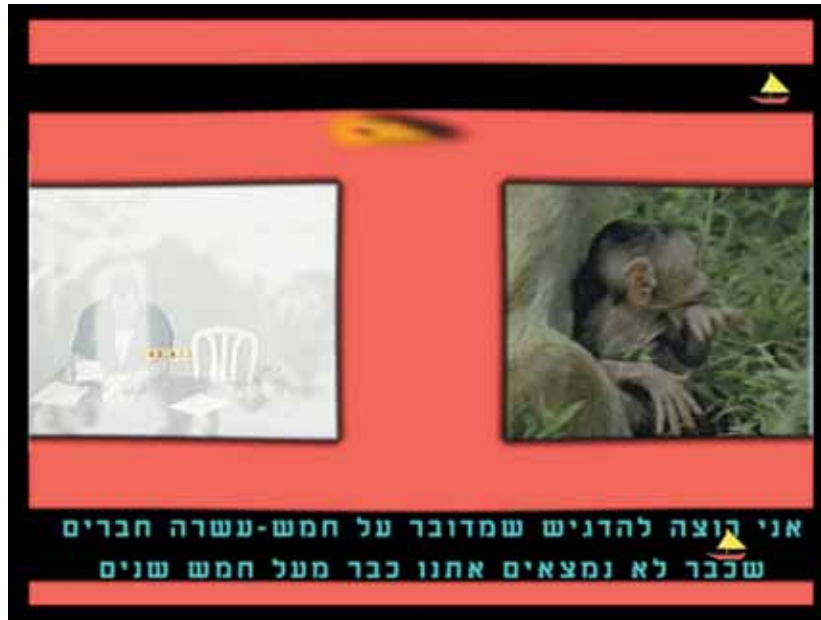 אני רוצה להדגיש שמדובר על חמש-עשרה חברים
שכבר לא נמצאים אתנו כבר מעל חמש שנים